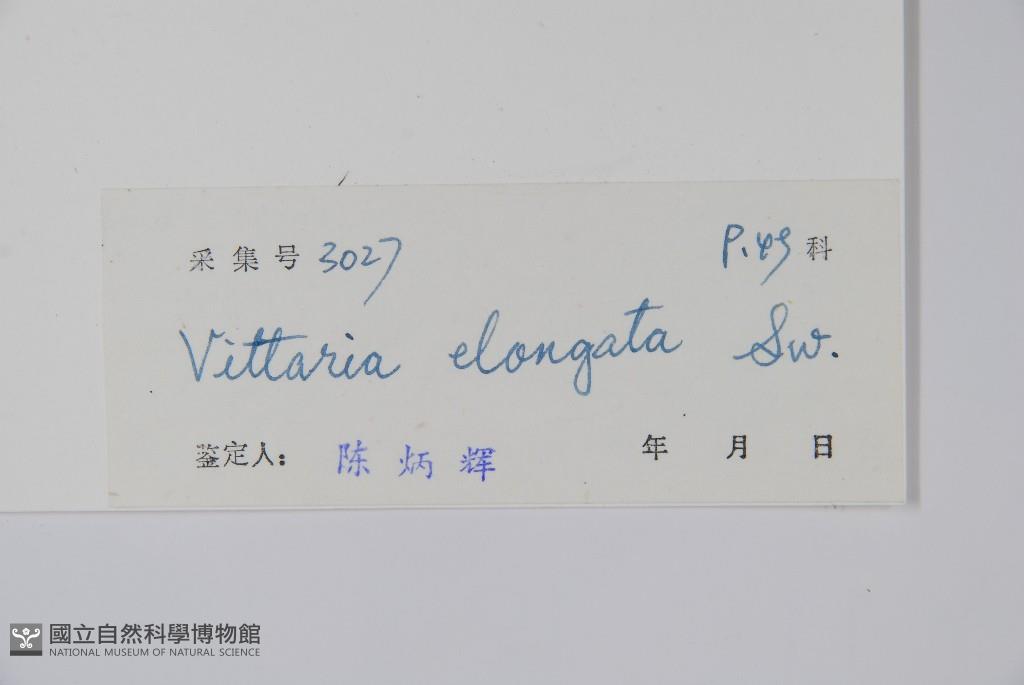 采集号 3027 P.49 科
Vittaria elongata Sw.
鉴定人： 陈炳辉 年 月 日
國立自然科學博物館
NATIONAL MUSEUM OF NATURAL SCIENCE